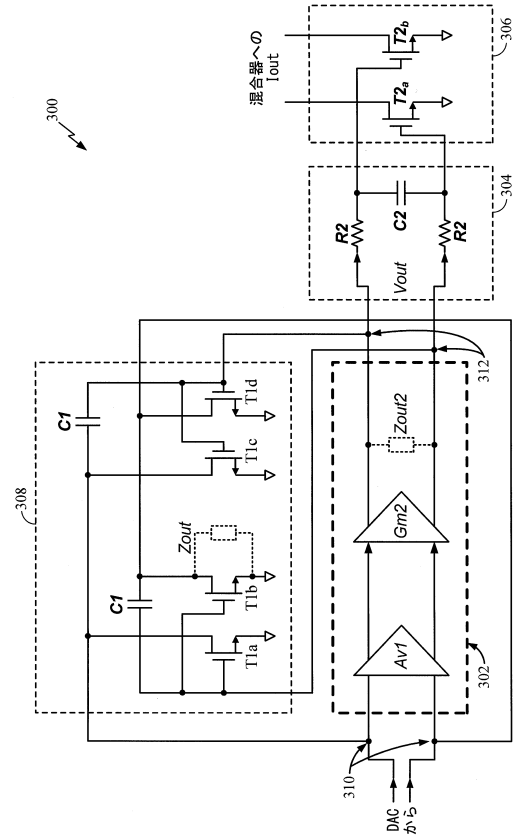 300
308
C1
C1
Zout
T1a
T1b
T1c
T1d
310
DAC
から
302
Av1
Gm2
Zout2
312
Vout
R2
R2
C2
304
混合器への
Iout
T2a
T2b
306